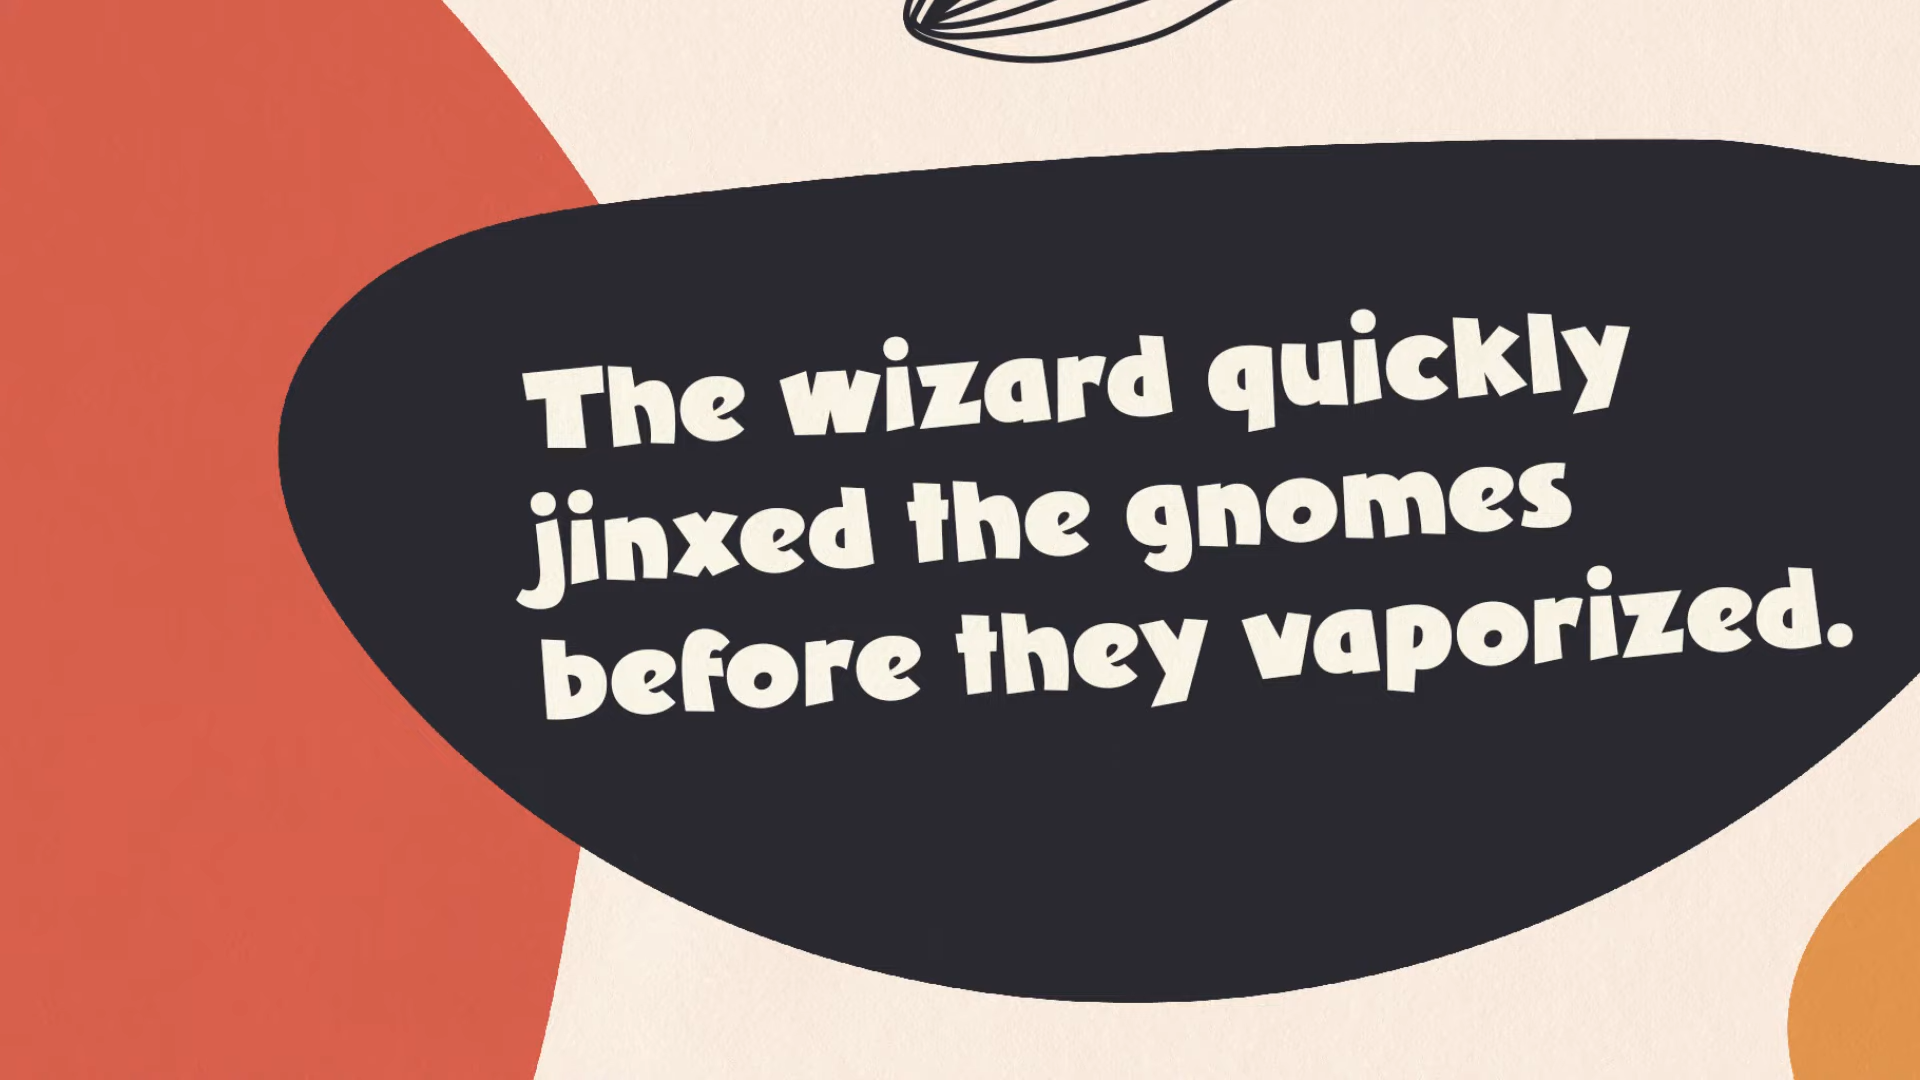 The wizard quickly
jinxed the gnomes
before they vaporized.